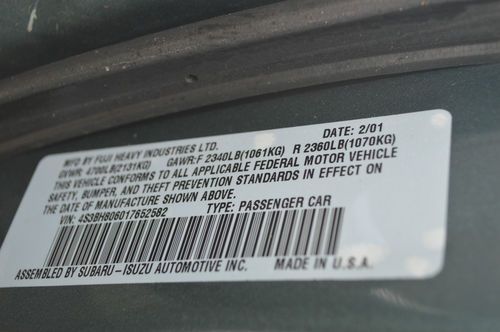 MFD BY FUJI HEAVY INDUSTRIES LTD. DATE: 2/01
GVWR: 4700LB(2131KG) GAWR:F 2340LB(1061KG) R 2360LB(1070KG)
THIS VEHICLE CONFORMS TO ALL APPLICABLE FEDERAL MOTOR VEHICLE
SAFETY, BUMPER, AND THEFT PREVENTION STANDARDS IN EFFECT ON
THE DATE OF MANUFACTURE SHOWN ABOVE.
VIN: 4S3BH806017652582 TYPE: PASSENGER CAR
ASSEMBLED BY SUBARU-ISUZU AUTOMOTIVE INC. MADE IN U.S.A.